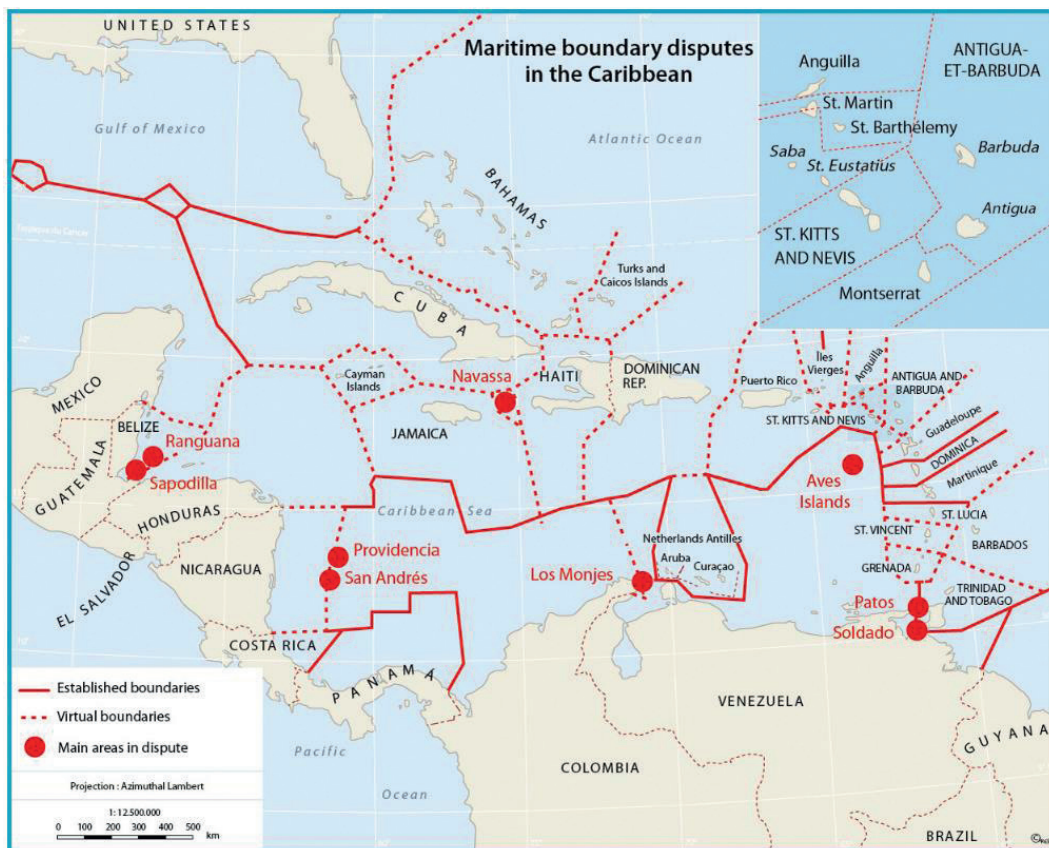 Maritime boundary disputes
in the Caribbean
UNITED STATES
Gulf of Mexico
Atlantic Ocean
BAHAMAS
Turks and
Caicos Islands
CUBA
Cayman
Islands
Navassa
HAITI
DOMINICAN
REP.
JAMAICA
Puerto Rico
Îles
Vierges
Anguilla
ANTIGUA AND
BARBUDA
ST. KITTS AND NEVIS
Guadeloupe
DOMINICA
Martinique
Aves
Islands
ST. LUCIA
ST. VINCENT
BARBADOS
GRENADA
TRINIDAD
AND TOBAGO
Patos
Soldado
MEXICO
BELIZE
Ranguana
Sapodilla
GUATEMALA
HONDURAS
EL SALVADOR
NICARAGUA
Caribbean Sea
Providencia
San Andrés
Los Monjes
Netherlands Antilles
Aruba
Curaçao
COSTA RICA
PANAMÁ
Pacific
Ocean
COLOMBIA
VENEZUELA
GUYANA
BRAZIL
Anguilla
ANTIGUA-
ET-BARBUDA
St. Martin
St. Barthélemy
Saba
St. Eustatius
Barbuda
Antigua
ST. KITTS
AND NEVIS
Montserrat
Established boundaries
Virtual boundaries
Main areas in dispute
Projection : Azimuthal Lambert
1: 12.500.000
0 100 200 300 400 500
km